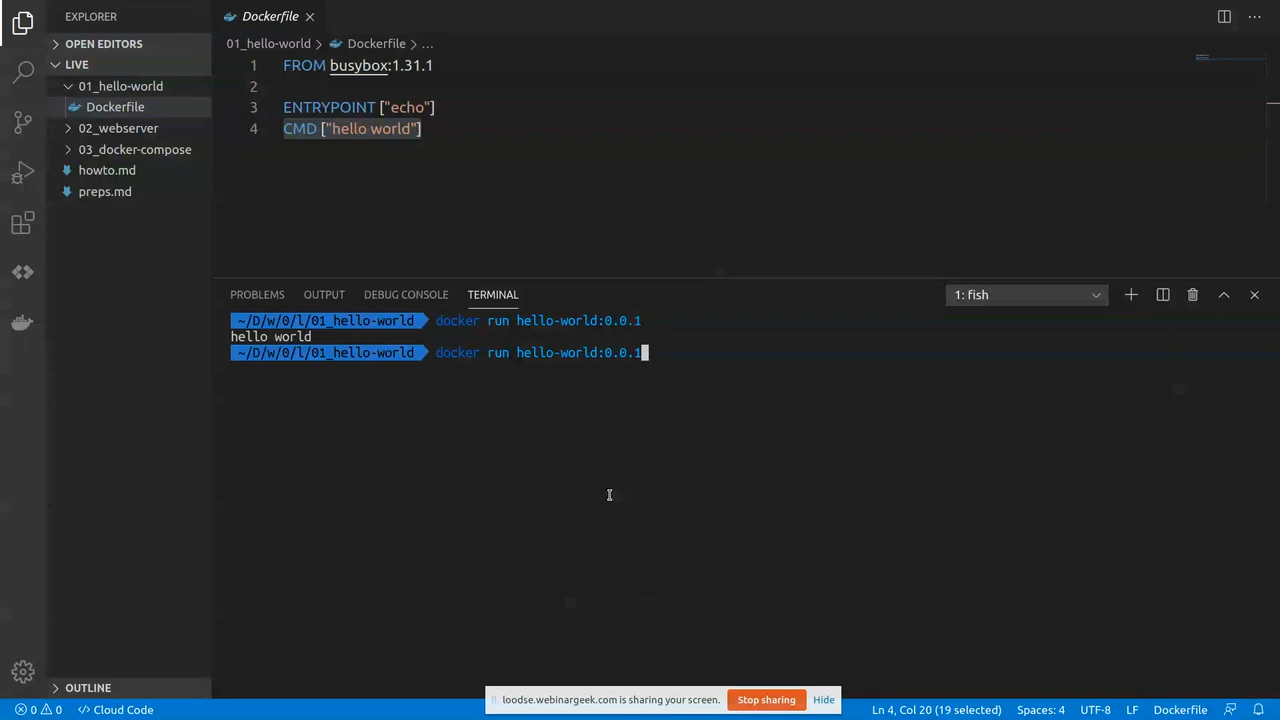 EXPLORER
OPEN EDITORS
LIVE
01_hello-world
Dockerfile
02_webserver
03_docker-compose
howto.md
preps.md
OUTLINE
Dockerfile
01_hello-world > Dockerfile > ...
1 FROM busybox:1.31.1
2
3 ENTRYPOINT ["echo"]
4 CMD ["hello world"]
PROBLEMS OUTPUT DEBUG CONSOLE TERMINAL 1: fish
~/D/w/0/l/01_hello-world docker run hello-world:0.0.1
hello world
~/D/w/0/l/01_hello-world docker run hello-world:0.0.1
loodse.webinargeek.com is sharing your screen. Stop sharing Hide
0 0 Cloud Code Ln 4, Col 20 (19 selected) Spaces: 4 UTF-8 LF Dockerfile